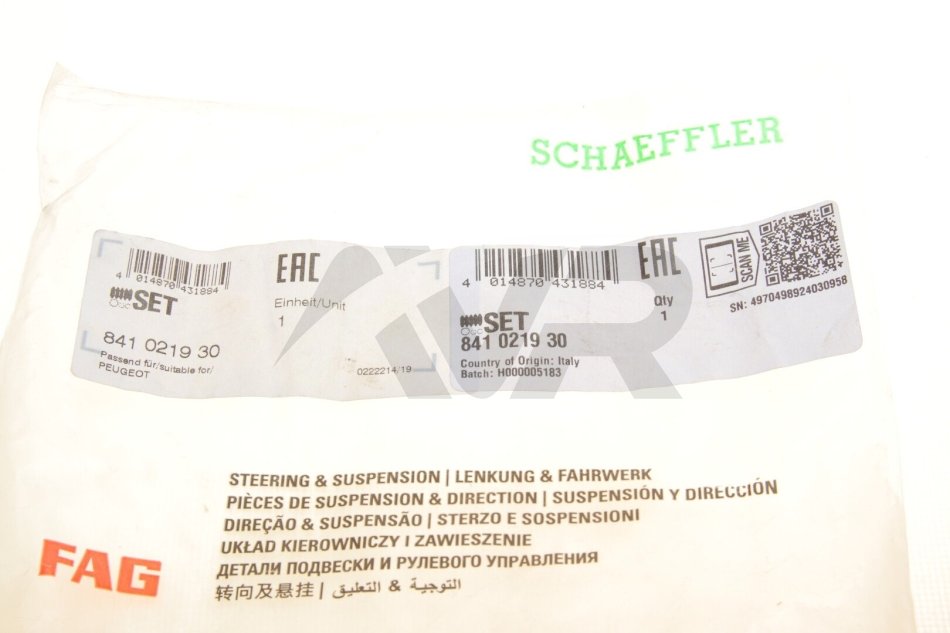 SCHAEFFLER
4 014870 431884
EAC
SET
Einheit/Unit
1
841 0219 30
Passend für/suitable for/
PEUGEOT
0222214/19
4 014870 431884
EAC
SCAN ME
SN: 4970498924030958
Qty
1
SET
841 0219 30
Country of Origin: Italy
Batch: H000005183
STEERING & SUSPENSION | LENKUNG & FAHRWERK
PIÈCES DE SUSPENSION & DIRECTION | SUSPENSIÓN Y DIRECCIÓN
DIREÇÃO & SUSPENSÃO | STERZO E SOSPENSIONI
UKŁAD KIEROWNICZY I ZAWIESZENIE
ДЕТАЛИ ПОДВЕСКИ И РУЛЕВОГО УПРАВЛЕНИЯ
转向及悬挂 | التوجية & التعليق
FAG